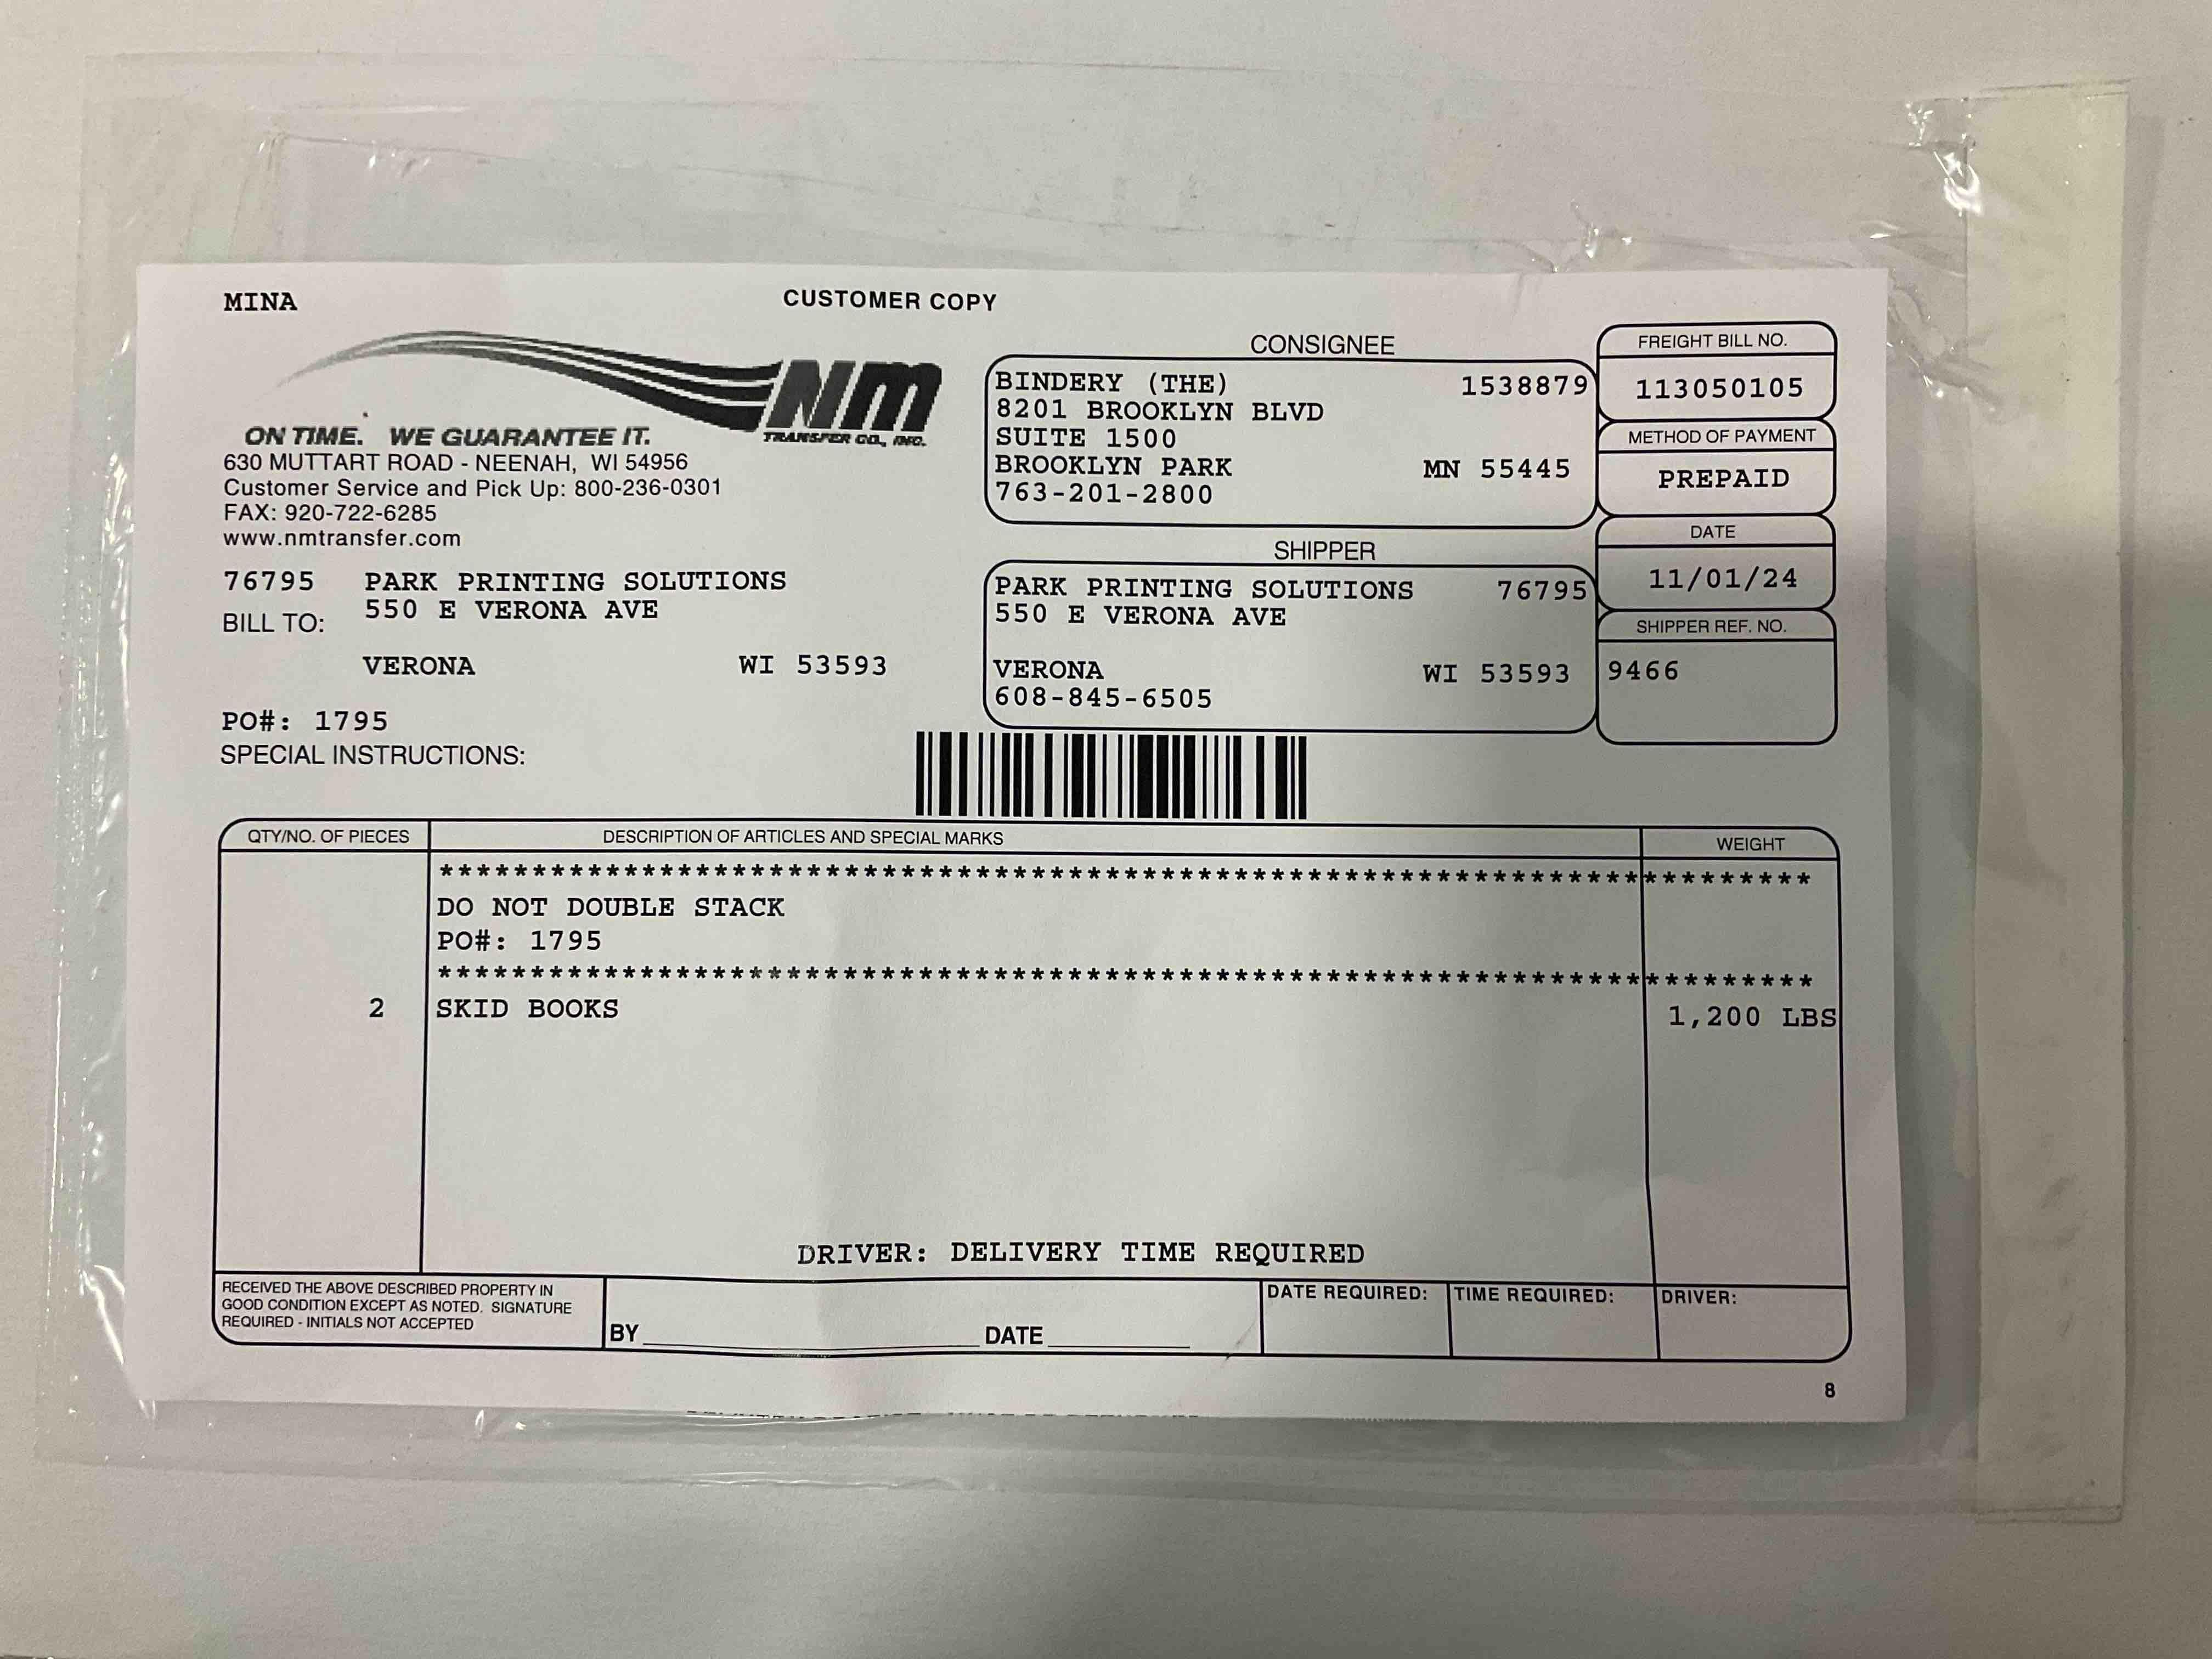 MINA
CUSTOMER COPY
NM
TRANSFER CO., INC.
ON TIME. WE GUARANTEE IT.
630 MUTTART ROAD - NEENAH, WI 54956
Customer Service and Pick Up: 800-236-0301
FAX: 920-722-6285
www.nmtransfer.com
76795 PARK PRINTING SOLUTIONS
550 E VERONA AVE
BILL TO:
VERONA WI 53593
PO#: 1795
SPECIAL INSTRUCTIONS:
CONSIGNEE
BINDERY (THE) 1538879
8201 BROOKLYN BLVD
SUITE 1500
BROOKLYN PARK MN 55445
763-201-2800
SHIPPER
PARK PRINTING SOLUTIONS 76795
550 E VERONA AVE
VERONA WI 53593
608-845-6505
FREIGHT BILL NO.
113050105
METHOD OF PAYMENT
PREPAID
DATE
11/01/24
SHIPPER REF. NO.
9466
QTY/NO. OF PIECES DESCRIPTION OF ARTICLES AND SPECIAL MARKS WEIGHT
***************************************************************************
DO NOT DOUBLE STACK
PO#: 1795
***************************************************************************
2 SKID BOOKS 1,200 LBS
DRIVER: DELIVERY TIME REQUIRED
RECEIVED THE ABOVE DESCRIBED PROPERTY IN
GOOD CONDITION EXCEPT AS NOTED. SIGNATURE
REQUIRED - INITIALS NOT ACCEPTED
BY DATE
DATE REQUIRED: TIME REQUIRED: DRIVER:
8